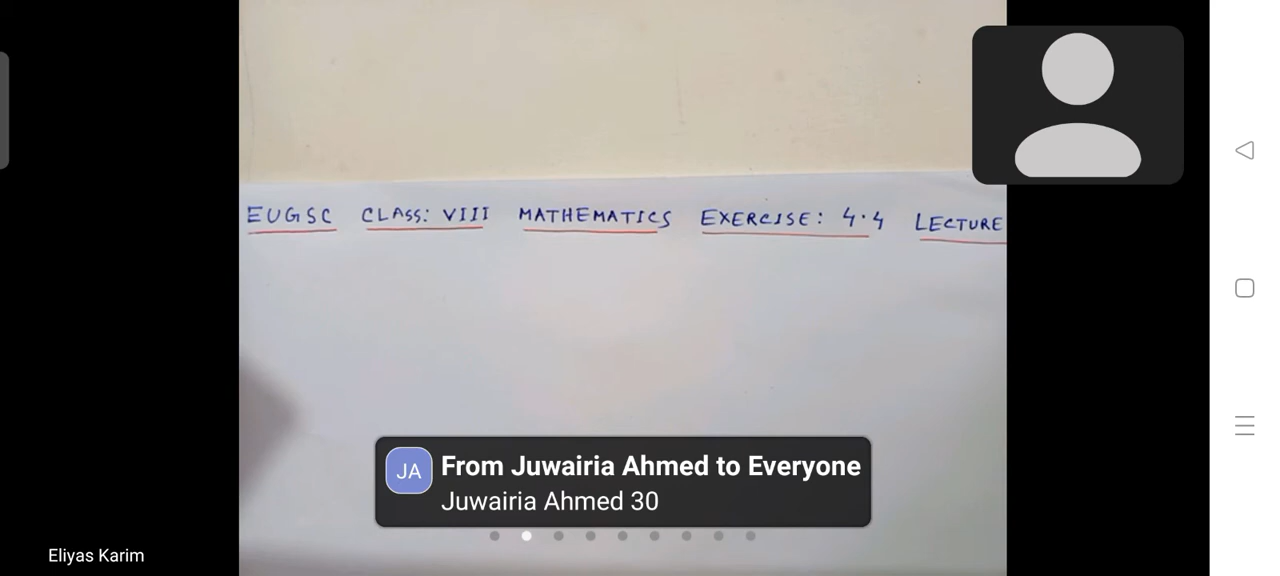 EUGSC CLASS: VIII MATHEMATICS EXERCISE: 4.4 LECTURE
JA
From Juwairia Ahmed to Everyone
Juwairia Ahmed 30
Eliyas Karim